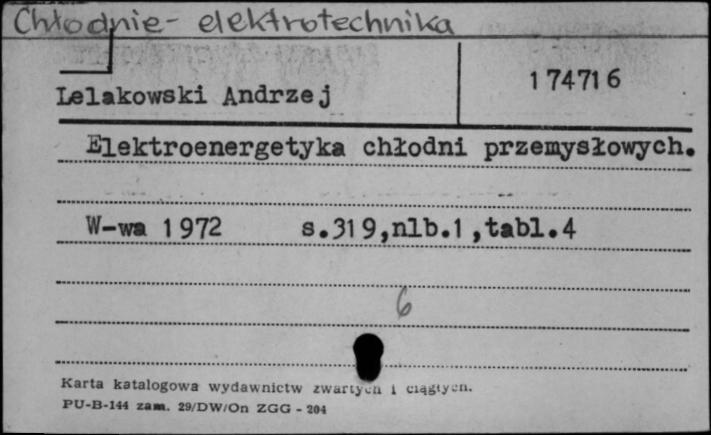 Chłodnie - elektrotechnika
174716
Lelakowski Andrzej
Elektroenergetyka chłodni przemysłowych.
W-wa 1972 s.319,nlb.1,tabl.4
6
Karta katalogowa wydawnictw zwartych i ciągłych.
PU-B-144 zam. 29/DW/On ZGG - 204